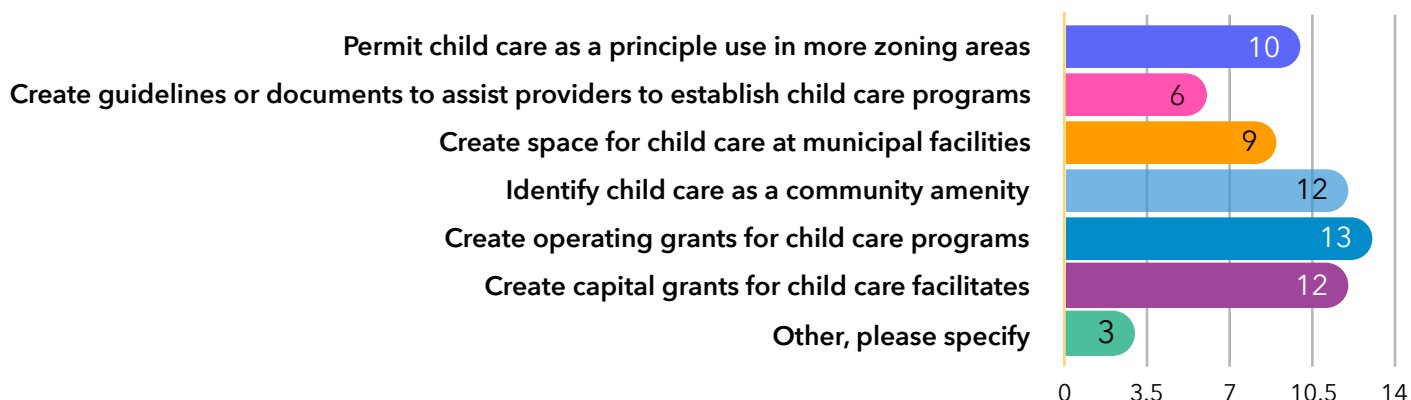 Permit child care as a principle use in more zoning areas 10
Create guidelines or documents to assist providers to establish child care programs 6
Create space for child care at municipal facilities 9
Identify child care as a community amenity 12
Create operating grants for child care programs 13
Create capital grants for child care facilitates 12
Other, please specify 3
0 3.5 7 10.5 14